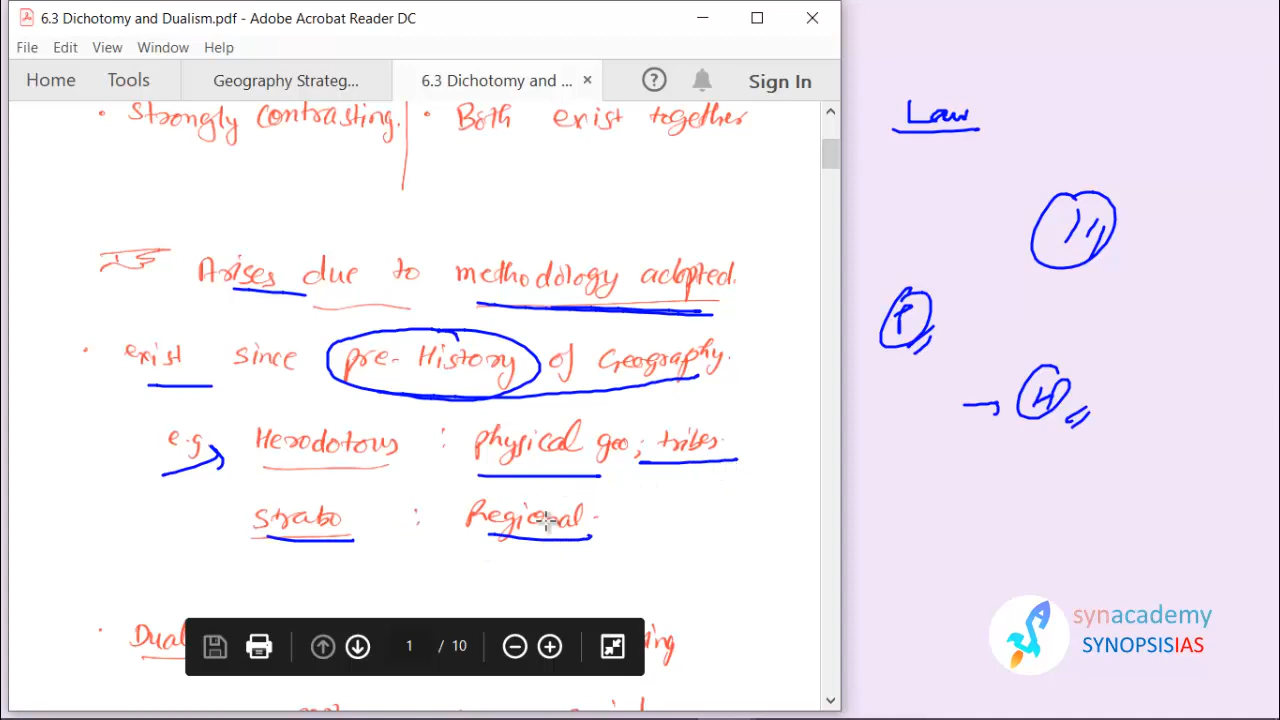 6.3 Dichotomy and Dualism.pdf - Adobe Acrobat Reader DC
File Edit View Window Help
Home Tools Geography Strateg... 6.3 Dichotomy and ... × ? Sign In
· Strongly contrasting. · Both exist together
Arises due to methodology adopted.
· exist since pre-History of Geography.
e.g Herodotous : physical geo; tribes.
Strabo : Regional.
· Dual
1 / 10
Law
P
H
synacademy
SYNOPSISIAS